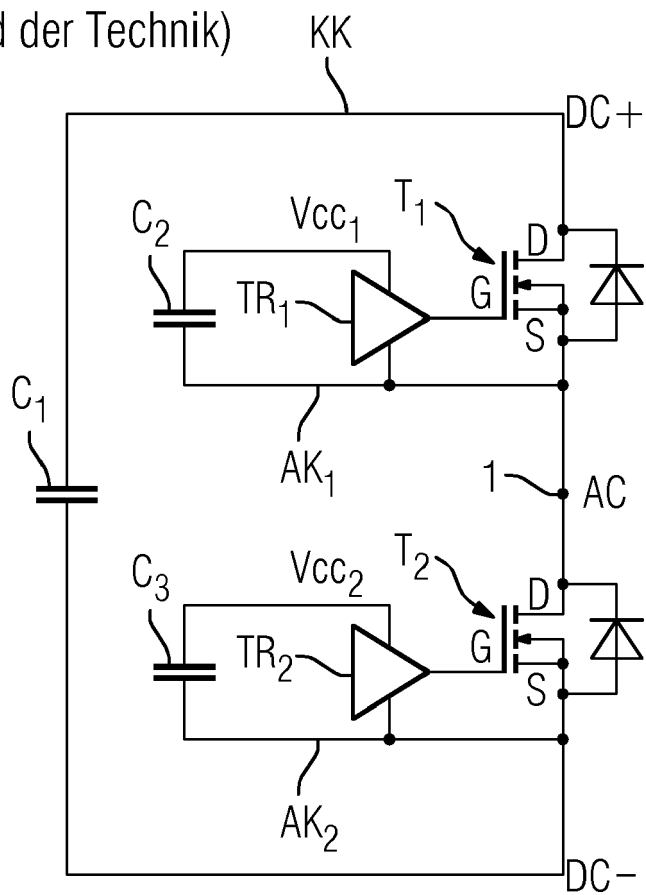 der Technik)
KK
DC+
T₁
Vcc₁
C₂
D
TR₁
G
S
C₁
AK₁
1
AC
T₂
Vcc₂
C₃
D
TR₂
G
S
AK₂
DC-